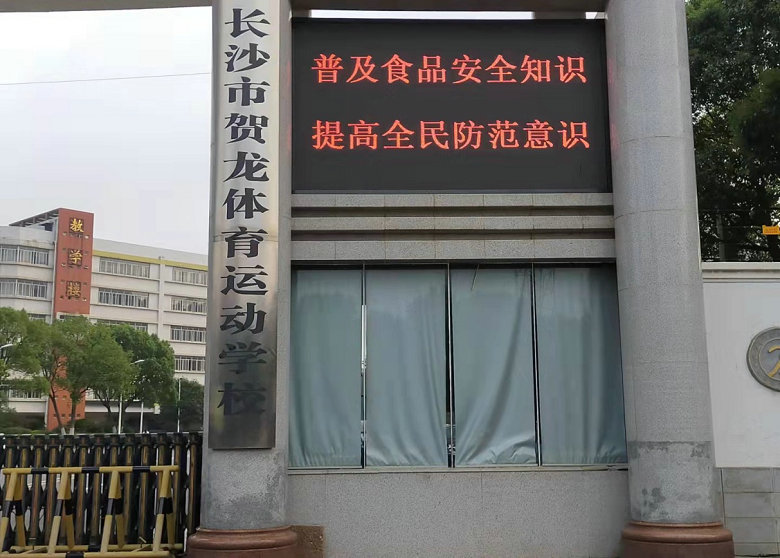 长沙市贺龙体育运动学校
普及食品安全知识
提高全民防范意识
教学楼